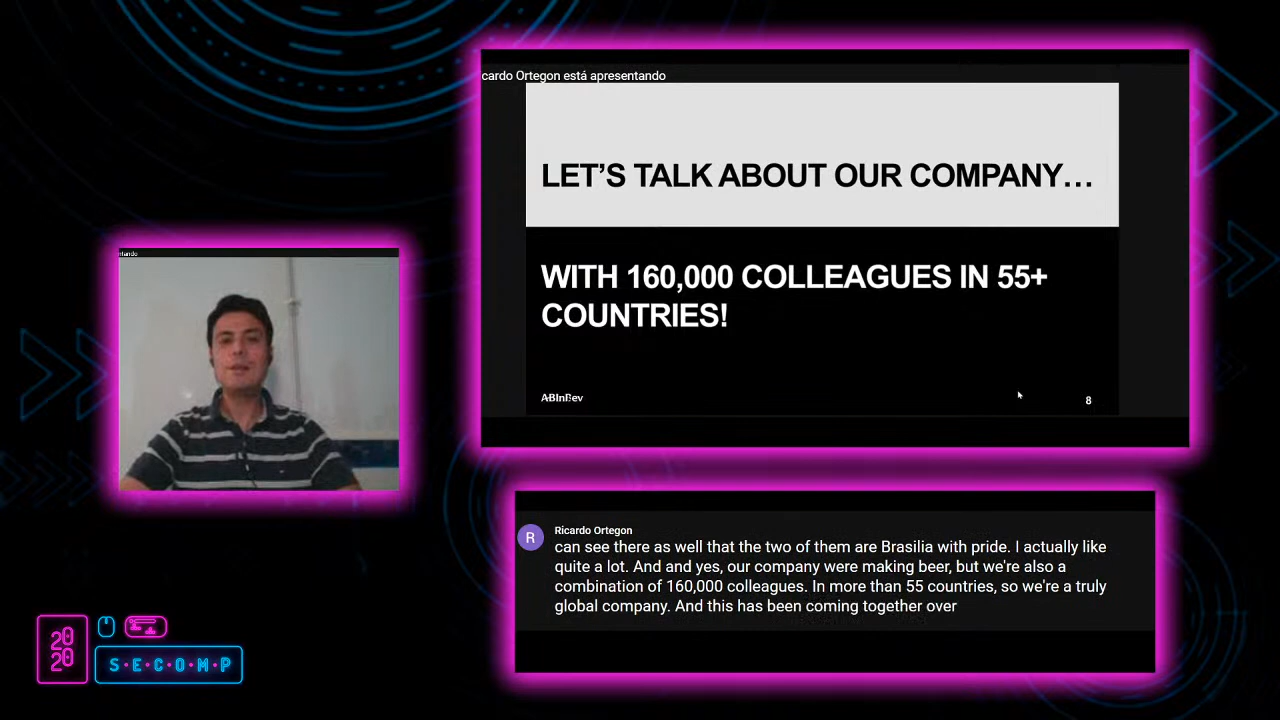 cardo Ortegon está apresentando
LET’S TALK ABOUT OUR COMPANY…
WITH 160,000 COLLEAGUES IN 55+
COUNTRIES!
ABInBev
8
ntando
R
Ricardo Ortegon
can see there as well that the two of them are Brasilia with pride. I actually like
quite a lot. And and yes, our company were making beer, but we're also a
combination of 160,000 colleagues. In more than 55 countries, so we're a truly
global company. And this has been coming together over
20
20
S·E·C·O·M·P